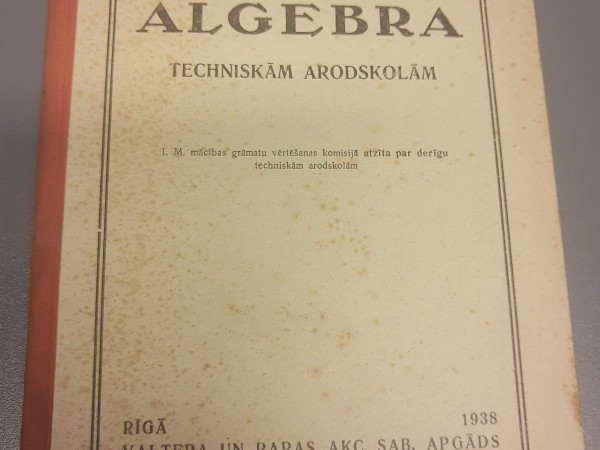 ALGEBRA
TECHNISKĀM ARODSKOLĀM
I. M. mācības grāmatu vērtēšanas komisijā atzīta par derīgu
techniskām arodskolām
RĪGĀ 1938
VALTERA UN RAPAS AKC. SAB. APGĀDS